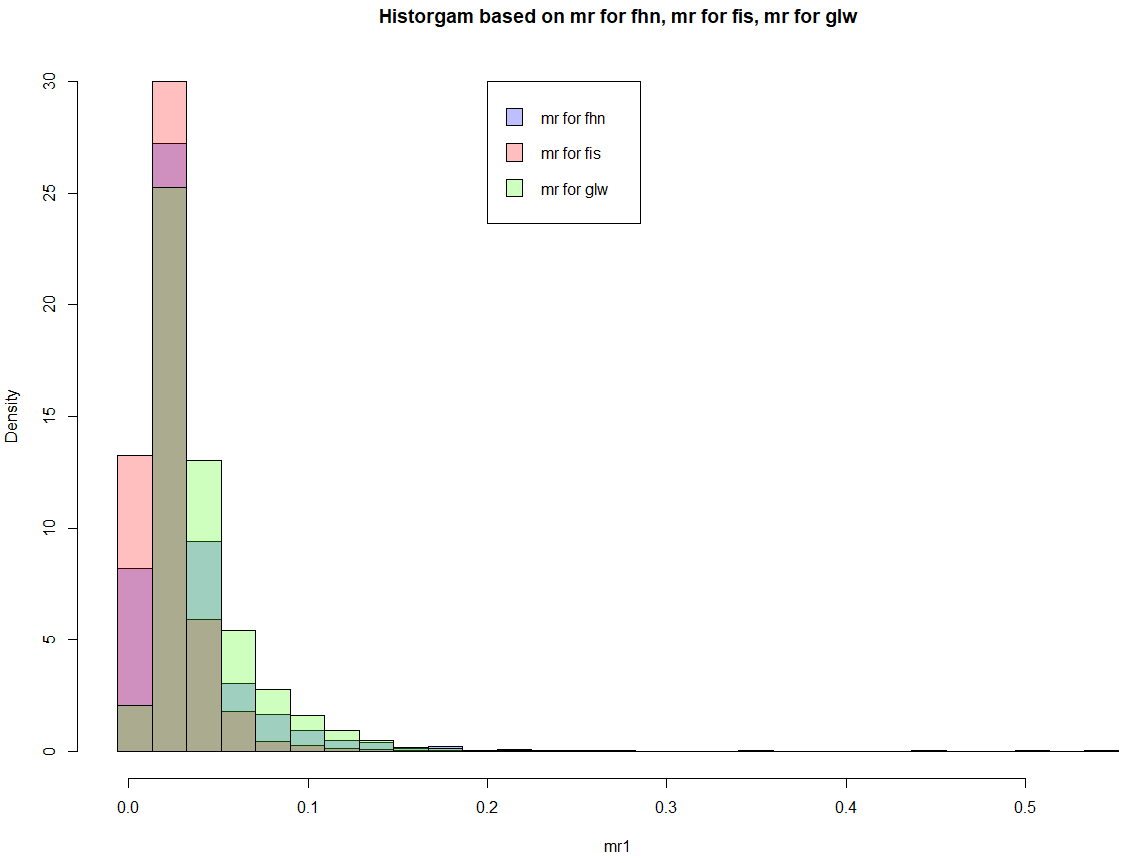 Historgam based on mr for fhn, mr for fis, mr for glw
mr for fhn
mr for fis
mr for glw
Density
30
25
20
15
10
5
0
0.0 0.1 0.2 0.3 0.4 0.5
mr1